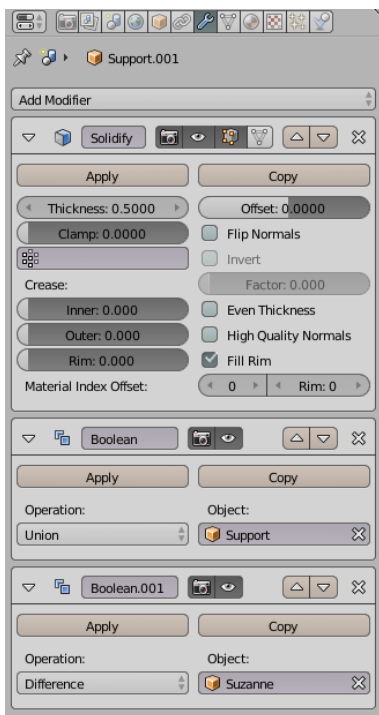 Support.001
Add Modifier
Solidify
Apply Copy
Thickness: 0.5000 Offset: 0.0000
Clamp: 0.0000 Flip Normals
Invert
Crease: Factor: 0.000
Inner: 0.000 Even Thickness
Outer: 0.000 High Quality Normals
Rim: 0.000 Fill Rim
Material Index Offset: 0 Rim: 0
Boolean
Apply Copy
Operation: Object:
Union Support
Boolean.001
Apply Copy
Operation: Object:
Difference Suzanne